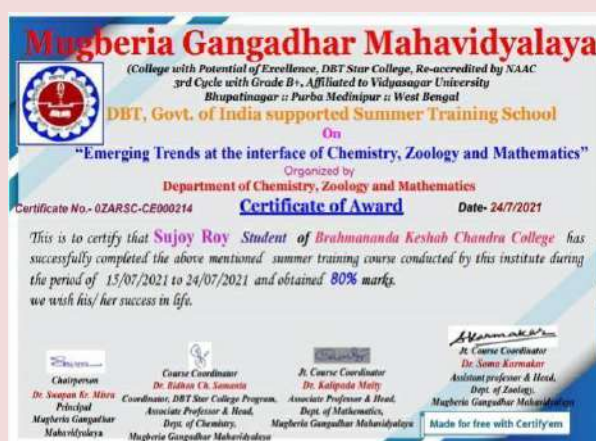 Mugberia Gangadhar Mahavidyalaya
(College with Potential of Excellence, DBT Star College, Re-accredited by NAAC
3rd Cycle with Grade B+, Affiliated to Vidyasagar University
Bhupatinagar :: Purba Medinipur :: West Bengal
DBT, Govt. of India supported Summer Training School
On
“Emerging Trends at the interface of Chemistry, Zoology and Mathematics”
Organized by
Department of Chemistry, Zoology and Mathematics
Certificate No.- 0ZARSC-CE000214 Certificate of Award Date- 24/7/2021
This is to certify that Sujoy Roy Student of Brahmananda Keshab Chandra College has
successfully completed the above mentioned summer training course conducted by this institute during
the period of 15/07/2021 to 24/07/2021 and obtained 80% marks.
we wish his/ her success in life.
Chairperson
Dr. Swapan Kr. Misra
Principal
Mugberia Gangadhar
Mahavidyalaya
Course Coordinator
Dr. Bidhan Ch. Samanta
Coordinator, DBT Star College Program,
Associate Professor & Head,
Dept. of Chemistry,
Mugberia Gangadhar Mahavidyalaya
Jt. Course Coordinator
Dr. Kalipada Maity
Associate Professor & Head,
Dept. of Mathematics,
Mugberia Gangadhar Mahavidyalaya
SKarmakar
Jt. Course Coordinator
Dr. Soma Karmakar
Assistant professor & Head,
Dept. of Zoology,
Mugberia Gangadhar Mahavidyalaya
Made for free with Certify'em